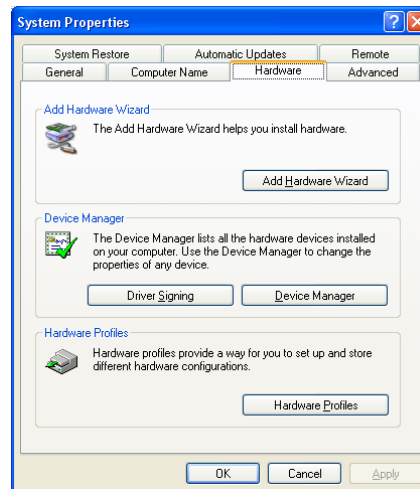 System Properties
System Restore Automatic Updates Remote
General Computer Name Hardware Advanced
Add Hardware Wizard
The Add Hardware Wizard helps you install hardware.
Add Hardware Wizard
Device Manager
The Device Manager lists all the hardware devices installed
on your computer. Use the Device Manager to change the
properties of any device.
Driver Signing Device Manager
Hardware Profiles
Hardware profiles provide a way for you to set up and store
different hardware configurations.
Hardware Profiles
OK Cancel Apply